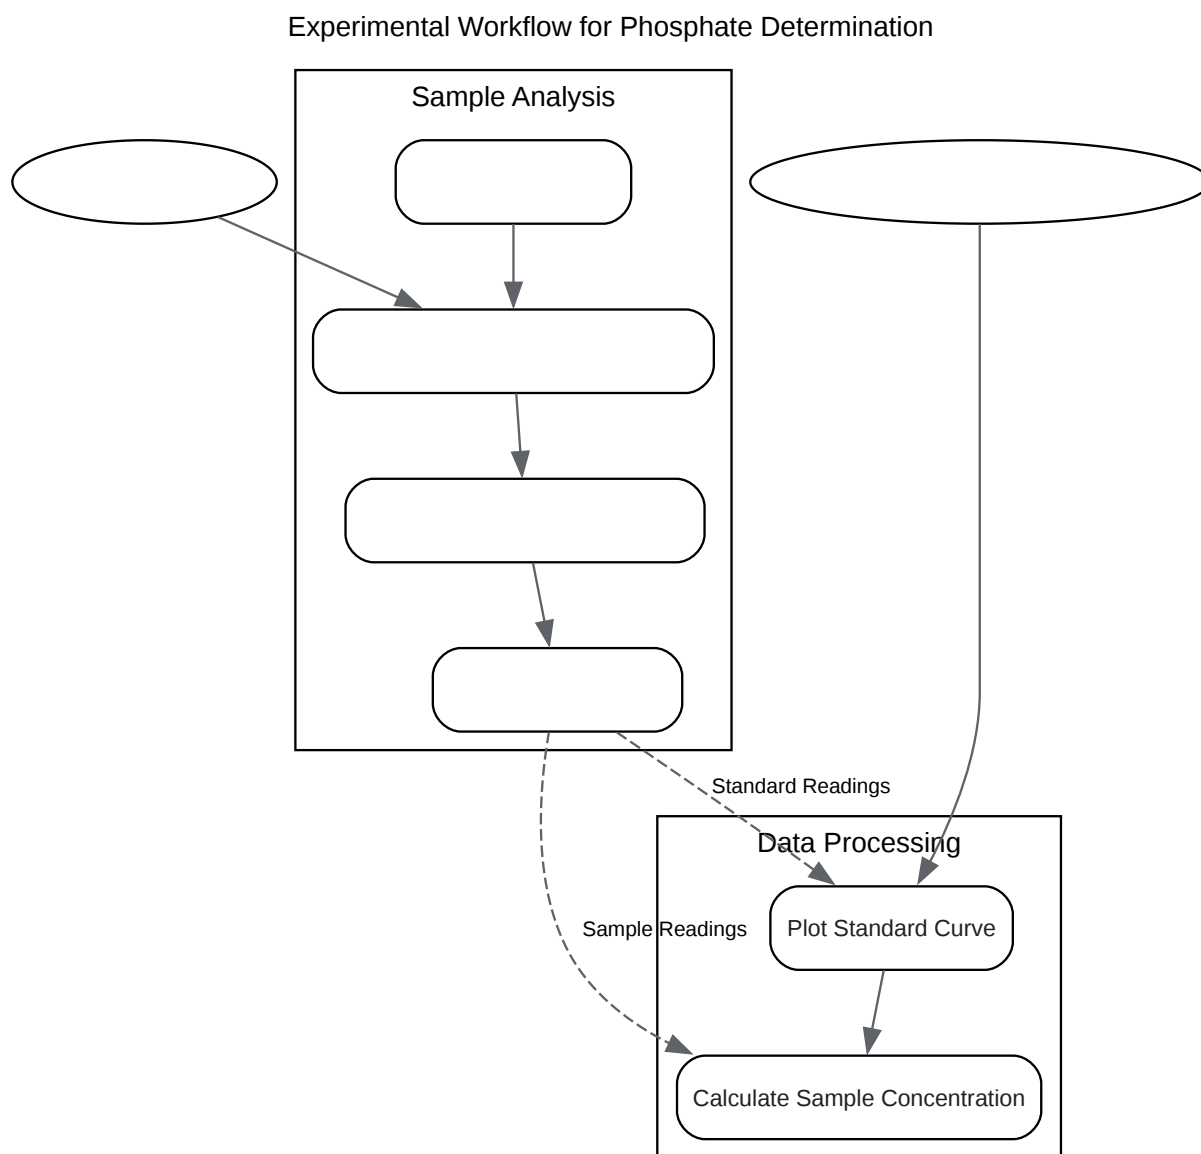 Experimental Workflow for Phosphate Determination
Sample Analysis
Standard Readings
Data Processing
Sample Readings
Plot Standard Curve
Calculate Sample Concentration